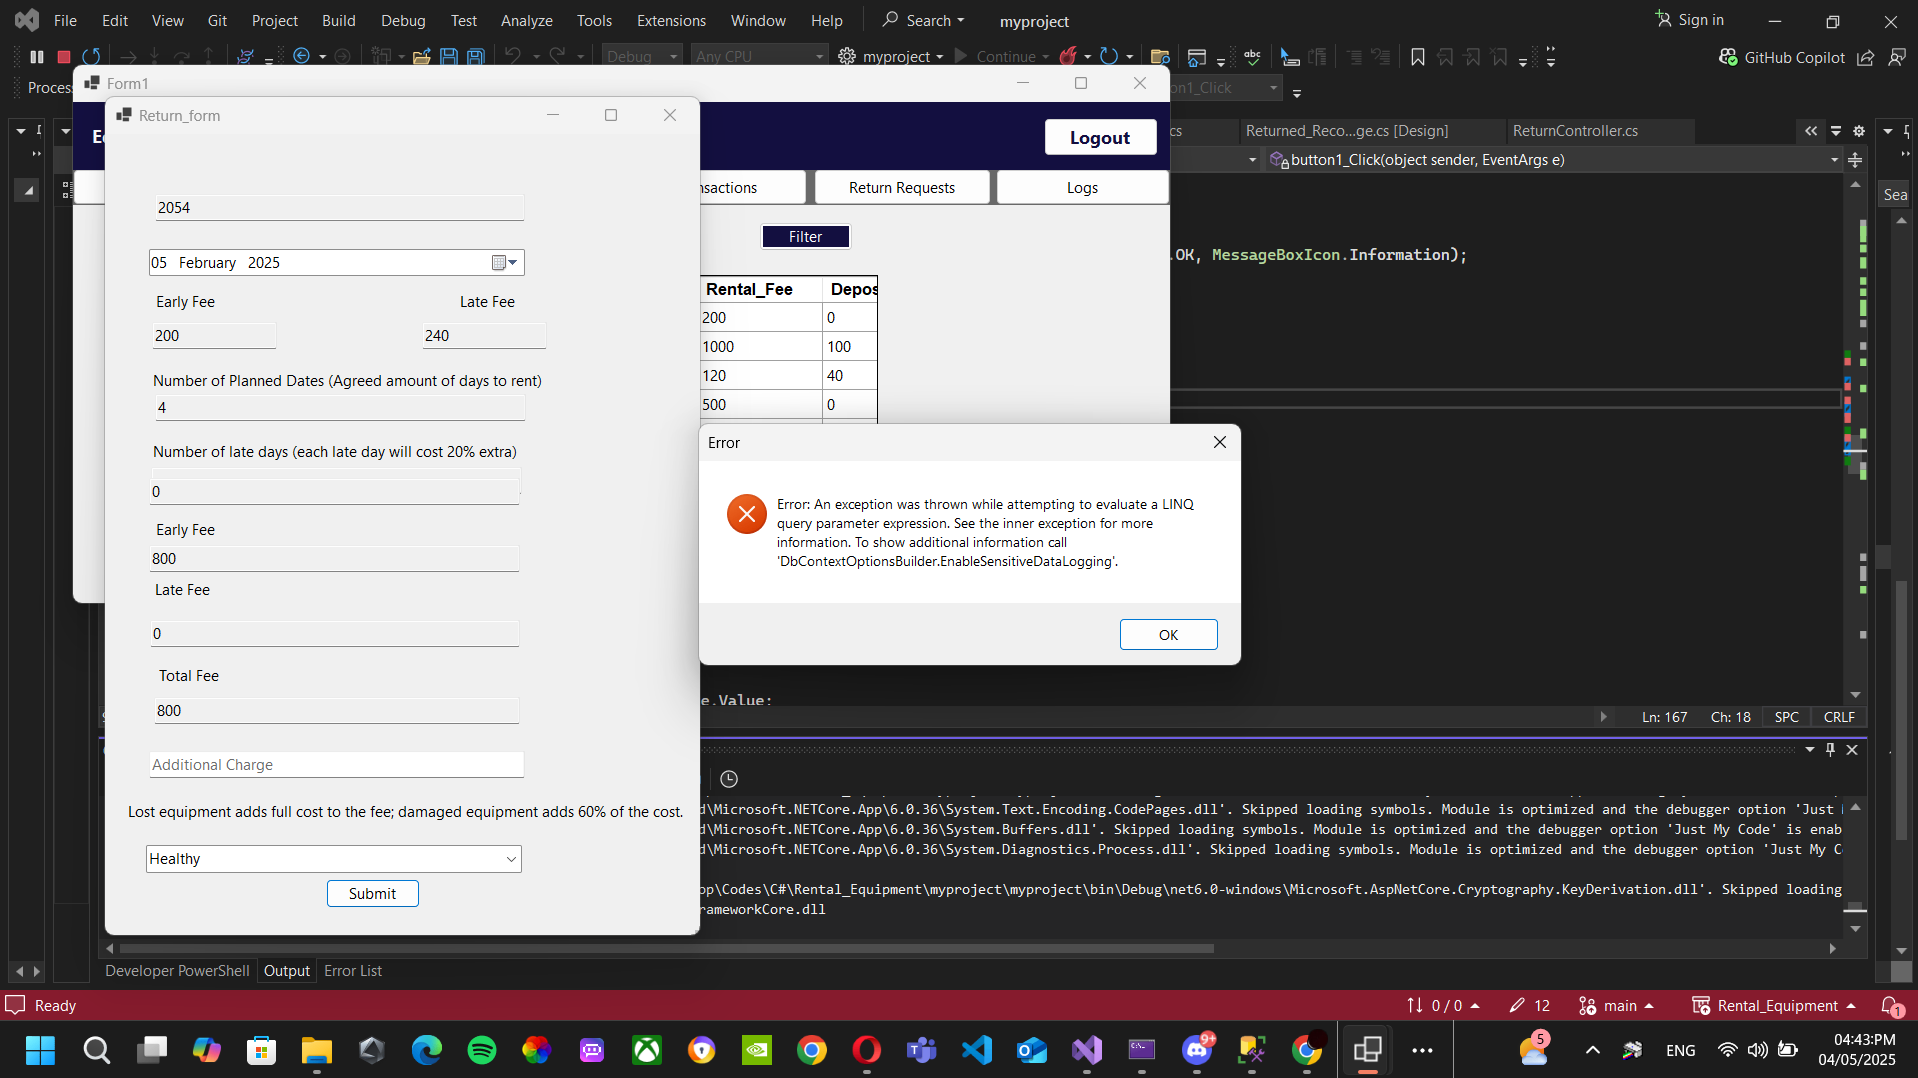 File Edit View Git Project Build Debug Test Analyze Tools Extensions Window Help Search myproject Sign in
Debug Any CPU myproject Continue GitHub Copilot
Process
Form1
Return_form
Logout
nsactions Return Requests Logs
Filter
Rental_Fee Depos
200 0
1000 100
120 40
500 0
2054
05 February 2025
Early Fee Late Fee
200 240
Number of Planned Dates (Agreed amount of days to rent)
4
Number of late days (each late day will cost 20% extra)
0
Early Fee
800
Late Fee
0
Total Fee
800
Additional Charge
Lost equipment adds full cost to the fee; damaged equipment adds 60% of the cost.
Healthy
Submit
Error
Error: An exception was thrown while attempting to evaluate a LINQ
query parameter expression. See the inner exception for more
information. To show additional information call
'DbContextOptionsBuilder.EnableSensitiveDataLogging'.
OK
on1_Click
cs Returned_Reco...ge.cs [Design] ReturnController.cs
button1_Click(object sender, EventArgs e)
Sea
.OK, MessageBoxIcon.Information);
e.Value;
Ln: 167 Ch: 18 SPC CRLF
d\Microsoft.NETCore.App\6.0.36\System.Text.Encoding.CodePages.dll'. Skipped loading symbols. Module is optimized and the debugger option 'Just
d\Microsoft.NETCore.App\6.0.36\System.Buffers.dll'. Skipped loading symbols. Module is optimized and the debugger option 'Just My Code' is enab
d\Microsoft.NETCore.App\6.0.36\System.Diagnostics.Process.dll'. Skipped loading symbols. Module is optimized and the debugger option 'Just My C
op\Codes\C#\Rental_Equipment\myproject\myproject\bin\Debug\net6.0-windows\Microsoft.AspNetCore.Cryptography.KeyDerivation.dll'. Skipped loading
rameworkCore.dll
Developer PowerShell Output Error List
Ready 0 / 0 12 main Rental_Equipment 1
5 9+ ENG 04:43:PM
04/05/2025